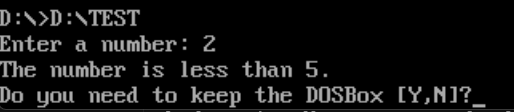 D:\>D:\TEST
Enter a number: 2
The number is less than 5.
Do you need to keep the DOSBox [Y,N]?_